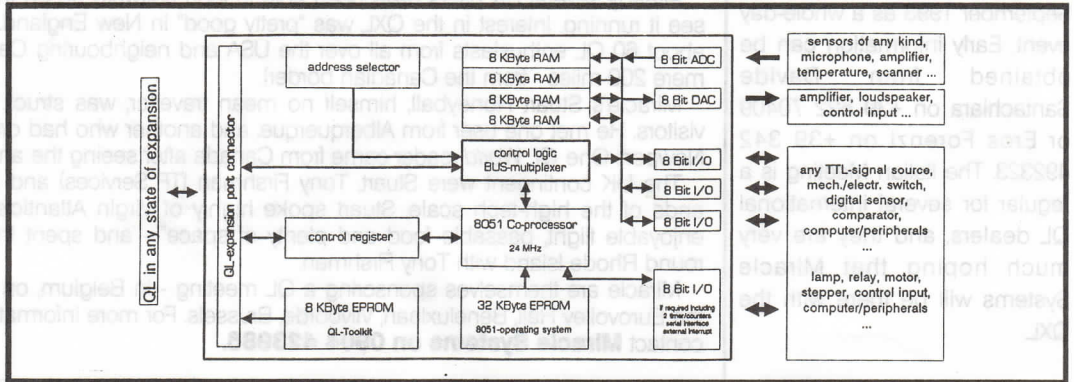 QL in any state of expansion
QL-expansion port connector
address selector
control register
8 KByte EPROM
QL-Toolkit
8 KByte RAM
8 KByte RAM
8 KByte RAM
8 KByte RAM
control logic
BUS-multiplexer
8051 Co-processor
24 MHz
32 KByte EPROM
8051-operating system
8 Bit ADC
8 Bit DAC
8 Bit I/O
8 Bit I/O
8 Bit I/O
8 Bit I/O
if required including
2 timer/counters
serial interface
external interrupt
sensors of any kind,
microphone, amplifier,
temperature, scanner ...
amplifier, loudspeaker,
control input ...
any TTL-signal source,
mech./electr. switch,
digital sensor,
comparator,
computer/peripherals
...
lamp, relay, motor,
stepper, control input,
computer/peripherals
...